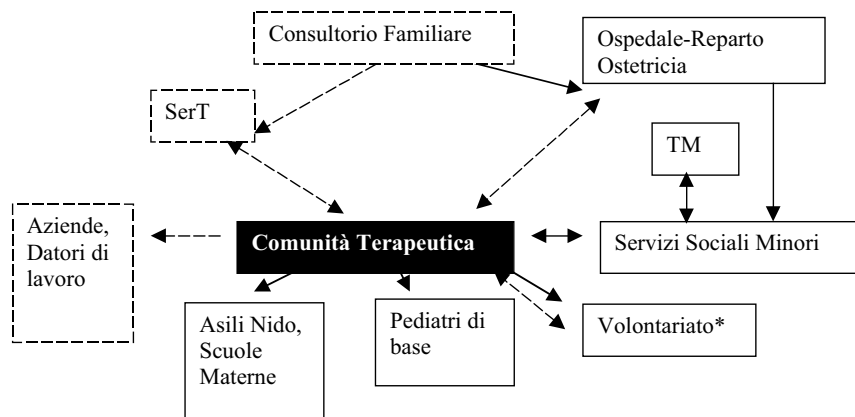 Consultorio Familiare
Ospedale-Reparto
Ostetricia
SerT
TM
Aziende,
Datori di
lavoro
Comunità Terapeutica
Servizi Sociali Minori
Asili Nido,
Scuole
Materne
Pediatri di
base
Volontariato*